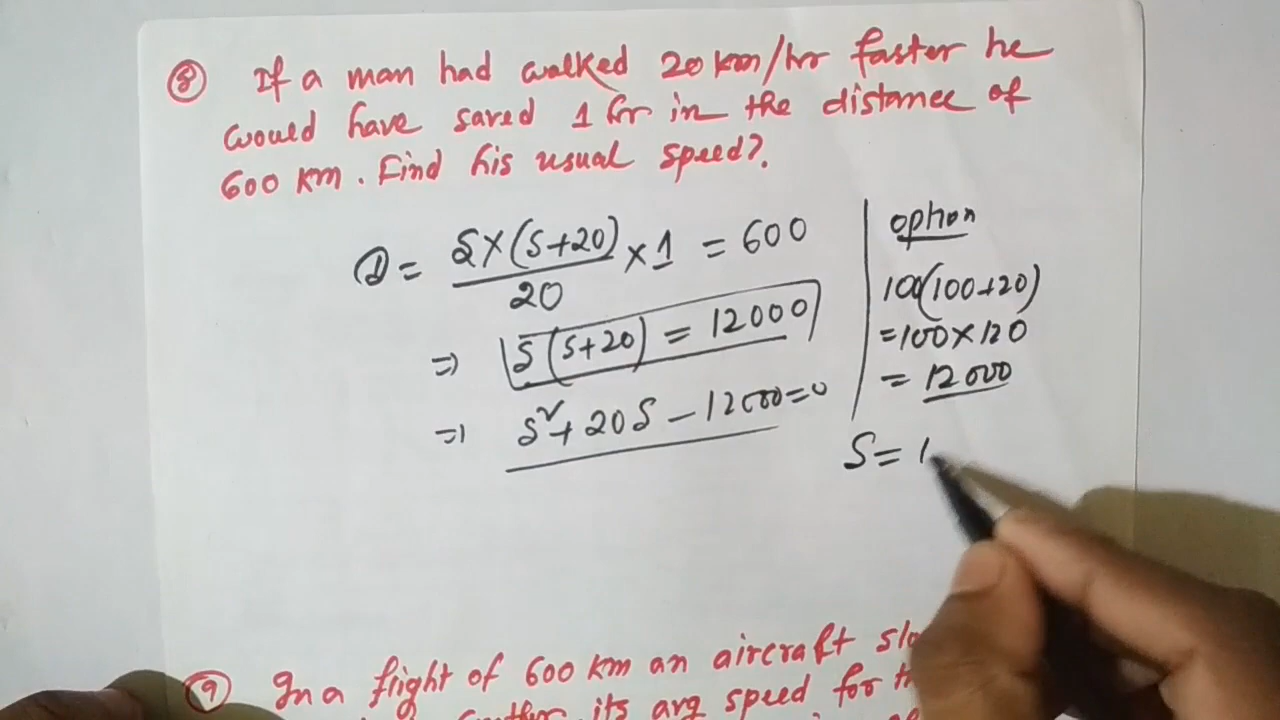 ⑧ If a man had walked 20 km/hr faster he
would have saved 1 hr in the distance of
600 km. Find his usual speed?.
D = S×(S+20)/20 × 1 = 600
⇒ S(S+20) = 12000
⇒ S²+20S-12000=0
option
100(100+20)
=100×120
= 12000
S= 1
⑨ In a flight of 600 km an aircraft
its avg speed for